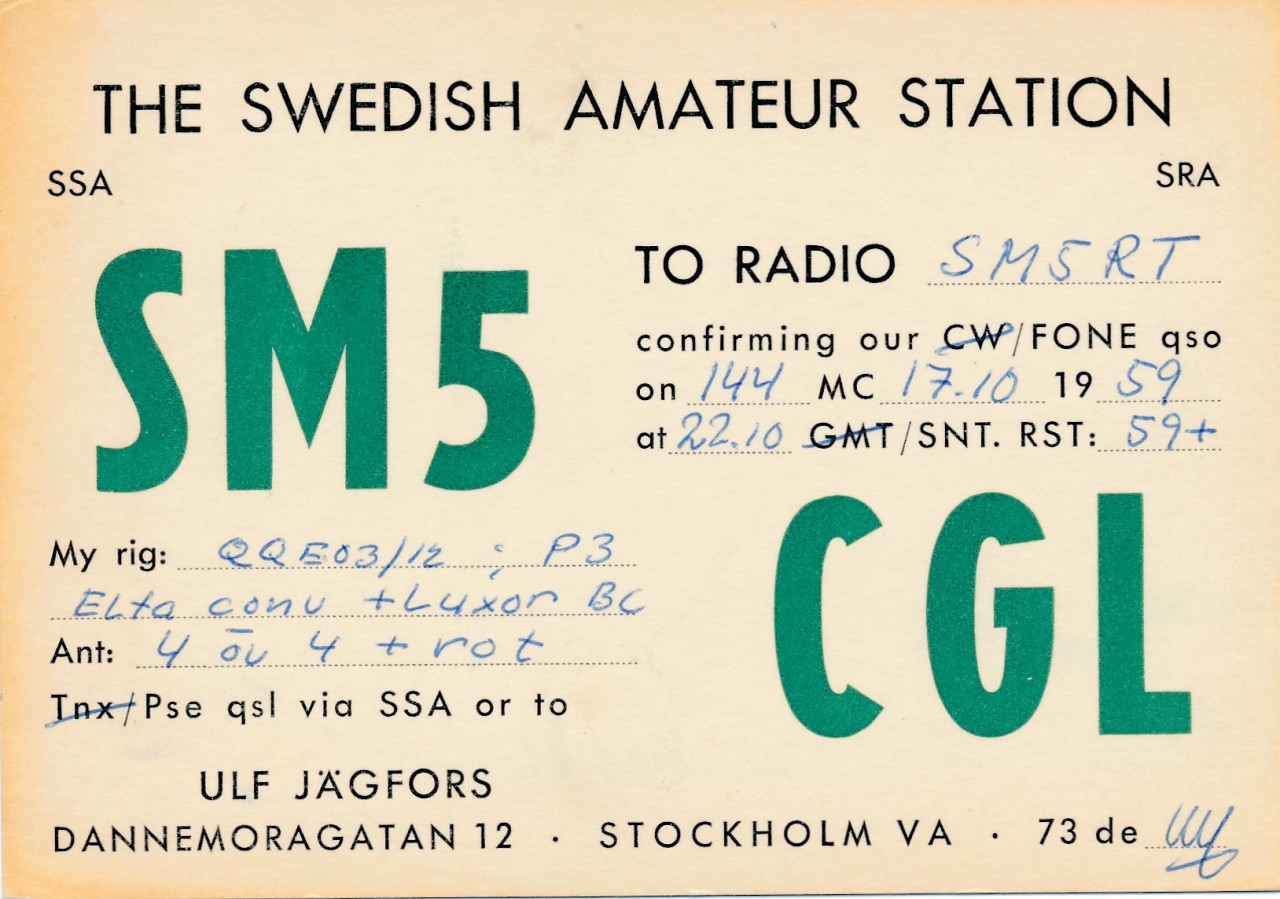 THE SWEDISH AMATEUR STATION
SSA SRA
SM5
TO RADIO SM5RT
confirming our CW/FONE qso
on 144 MC 17.10 1959
at 22.10 GMT/SNT. RST: 59+
CGL
My rig: QQE03/12 ; P3
Elfa conv + Luxor BC
Ant: 4 öv 4 + rot
Tnx/Pse qsl via SSA or to
ULF JÄGFORS
DANNEMORAGATAN 12 · STOCKHOLM VA · 73 de